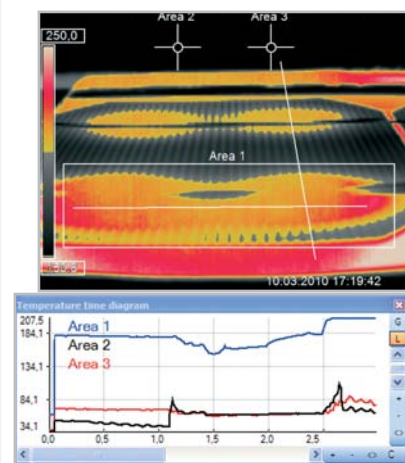 Area 2 Area 3
250,0
Area 1
10.03.2010 17:19:42
Temperature time diagram
207,5
184,1
134,1
84,1
34,1
Area 1
Area 2
Area 3
G
L
0,0 0,5 1,0 1,5 2,0 2,5
C